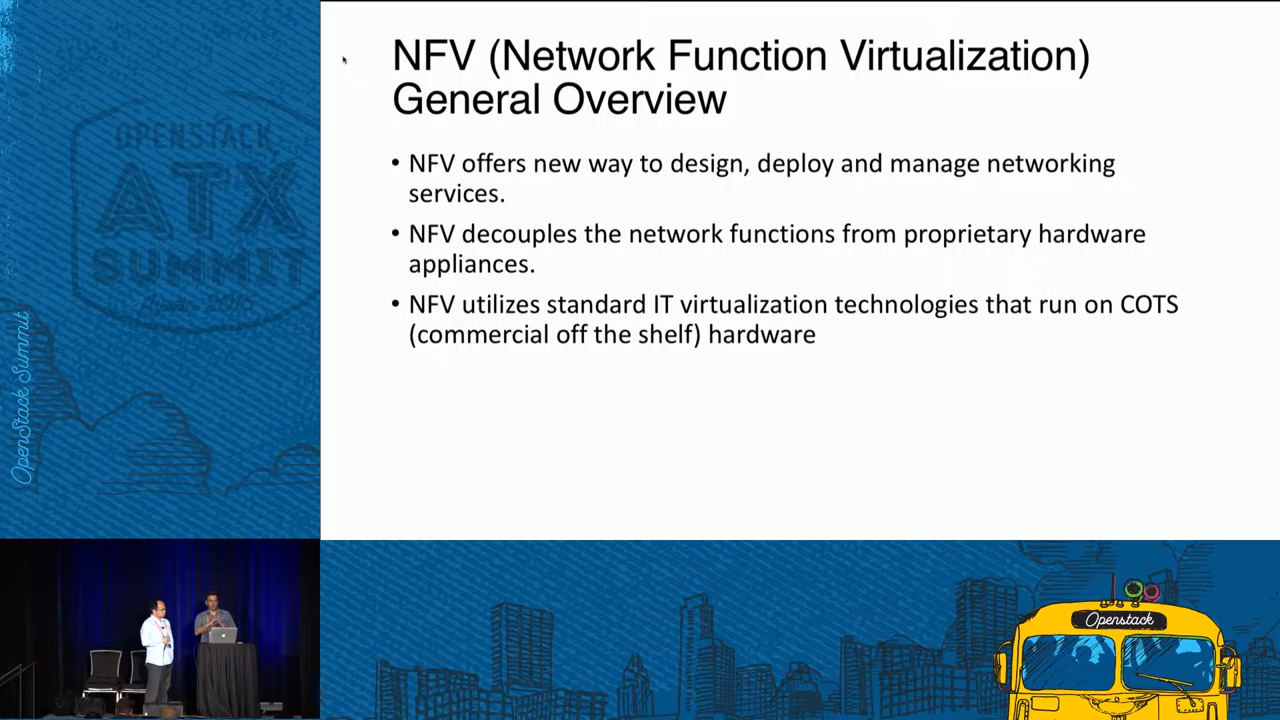 NFV (Network Function Virtualization)
General Overview
• NFV offers new way to design, deploy and manage networking
services.
• NFV decouples the network functions from proprietary hardware
appliances.
• NFV utilizes standard IT virtualization technologies that run on COTS
(commercial off the shelf) hardware
OPENSTACK
ATX
SUMMIT
OpenStack Summit
Openstack